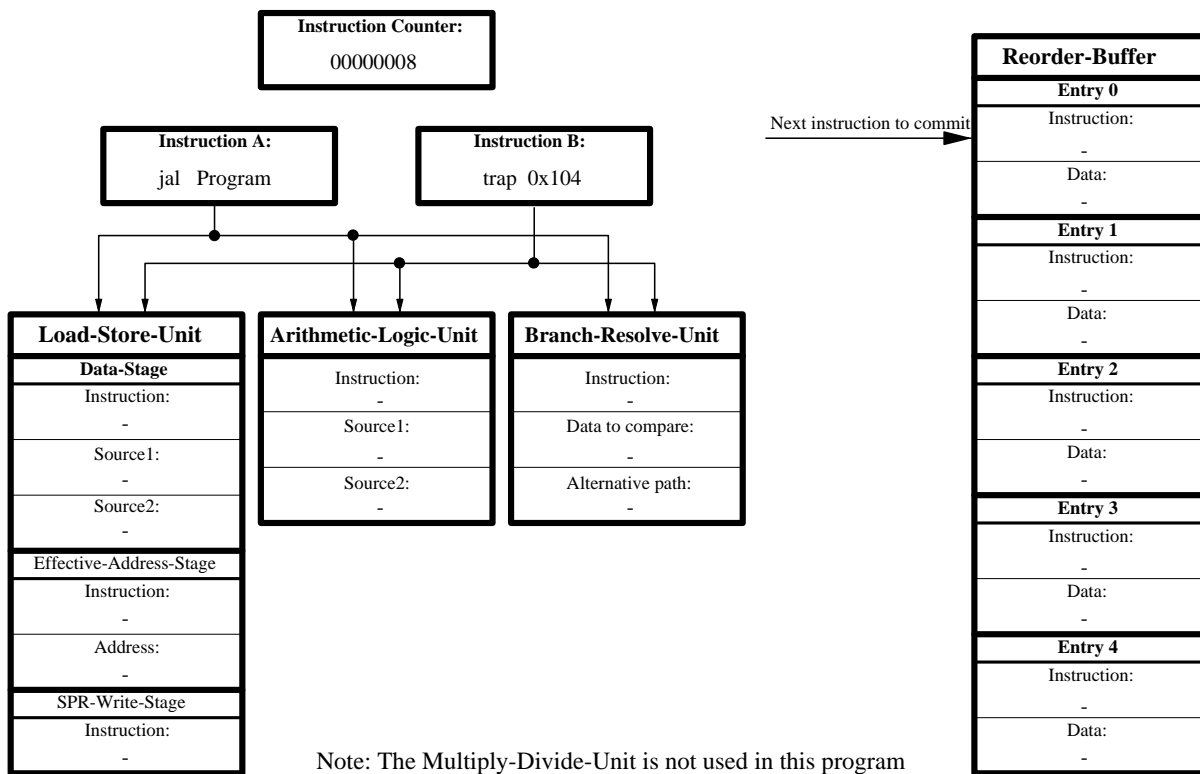 Instruction Counter:
00000008
Instruction A:
jal Program
Instruction B:
trap 0x104
Next instruction to commit
Load-Store-Unit
Data-Stage
Instruction:
-
Source1:
-
Source2:
-
Effective-Address-Stage
Instruction:
-
Address:
-
SPR-Write-Stage
Instruction:
-
Arithmetic-Logic-Unit
Instruction:
-
Source1:
-
Source2:
-
Branch-Resolve-Unit
Instruction:
-
Data to compare:
-
Alternative path:
-
Reorder-Buffer
Entry 0
Instruction:
-
Data:
-
Entry 1
Instruction:
-
Data:
-
Entry 2
Instruction:
-
Data:
-
Entry 3
Instruction:
-
Data:
-
Entry 4
Instruction:
-
Data:
-
Note: The Multiply-Divide-Unit is not used in this program